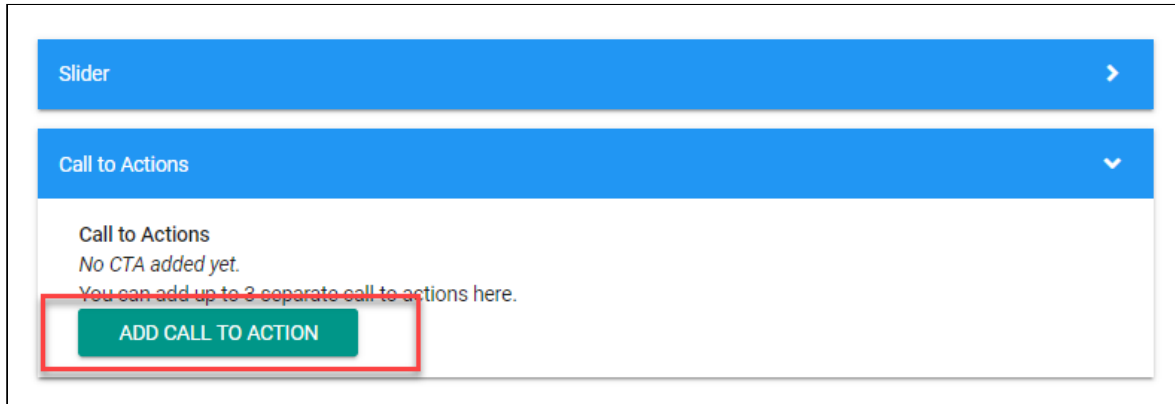 Slider
Call to Actions
Call to Actions
No CTA added yet.
You can add up to 3 separate call to actions here.
ADD CALL TO ACTION